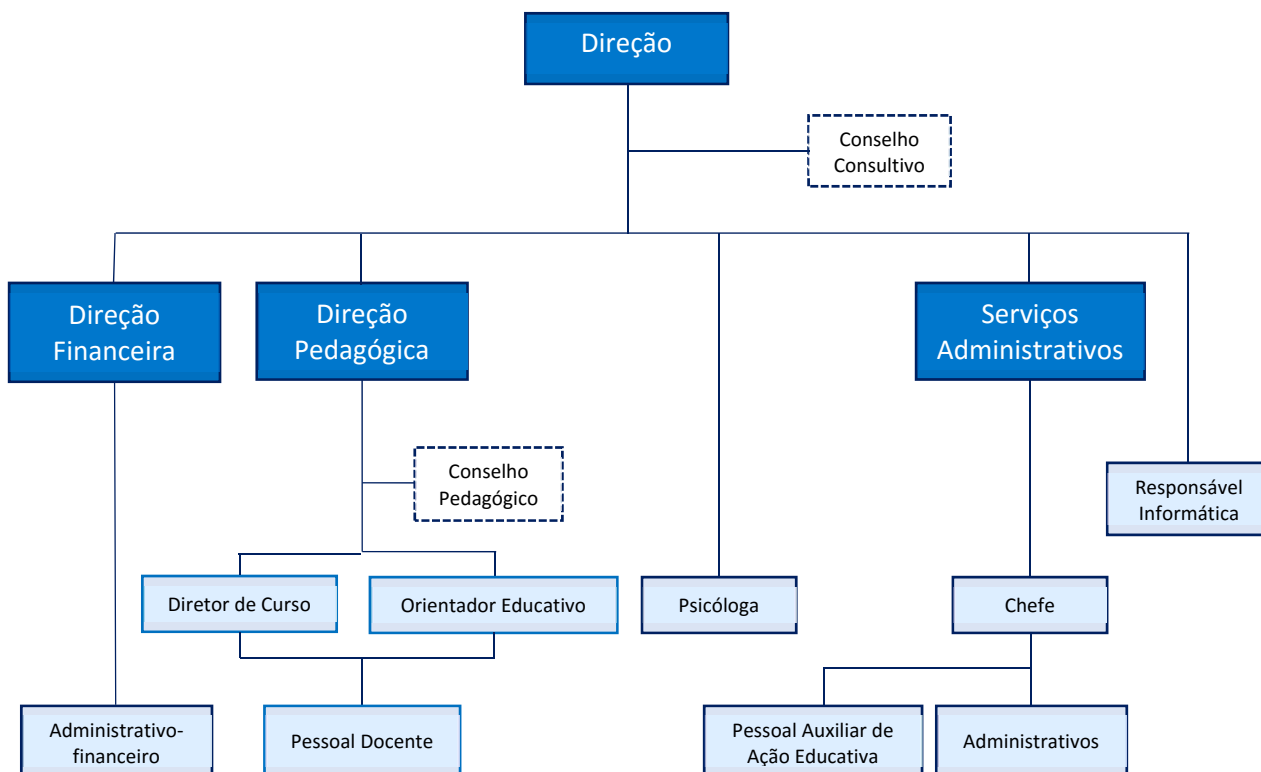 Direção
Conselho
Consultivo
Direção
Financeira
Direção
Pedagógica
Serviços
Administrativos
Conselho
Pedagógico
Responsável
Informática
Diretor de Curso
Orientador Educativo
Psicóloga
Chefe
Administrativo-
financeiro
Pessoal Docente
Pessoal Auxiliar de
Ação Educativa
Administrativos